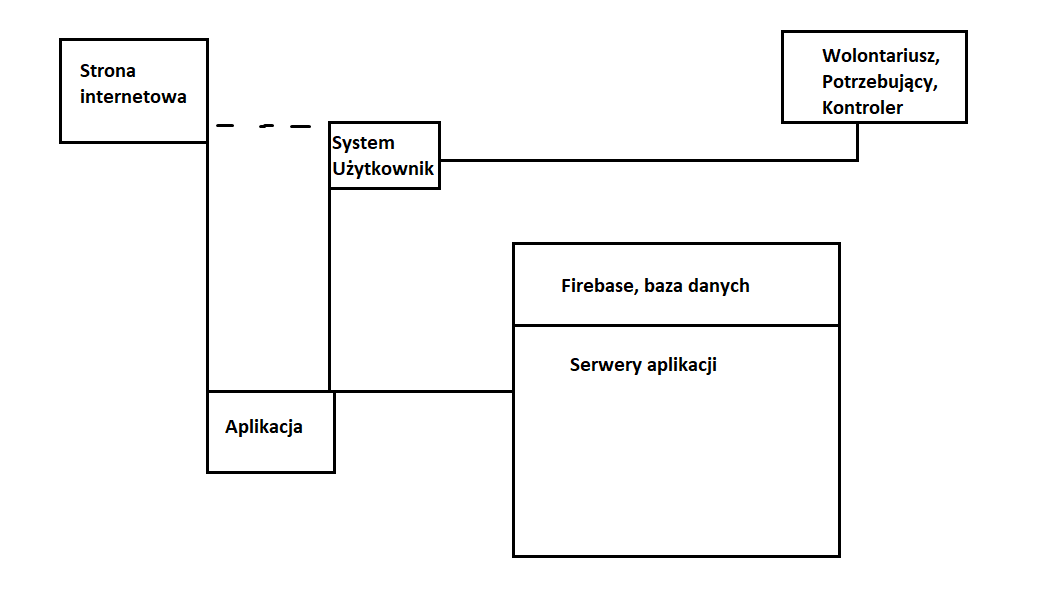 Strona
internetowa
Wolontariusz,
Potrzebujący,
Kontroler
System
Użytkownik
Firebase, baza danych
Serwery aplikacji
Aplikacja